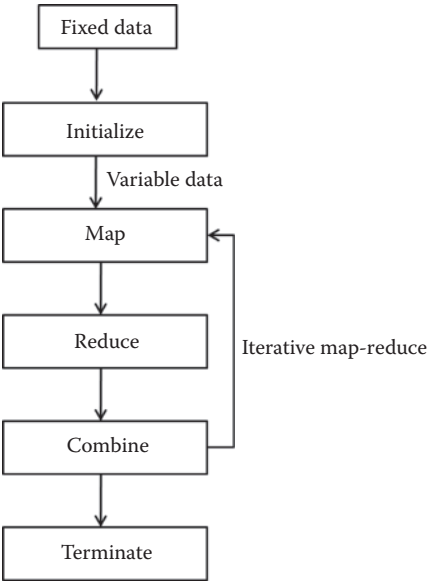 Fixed data
Initialize
Variable data
Map
Reduce
Iterative map-reduce
Combine
Terminate